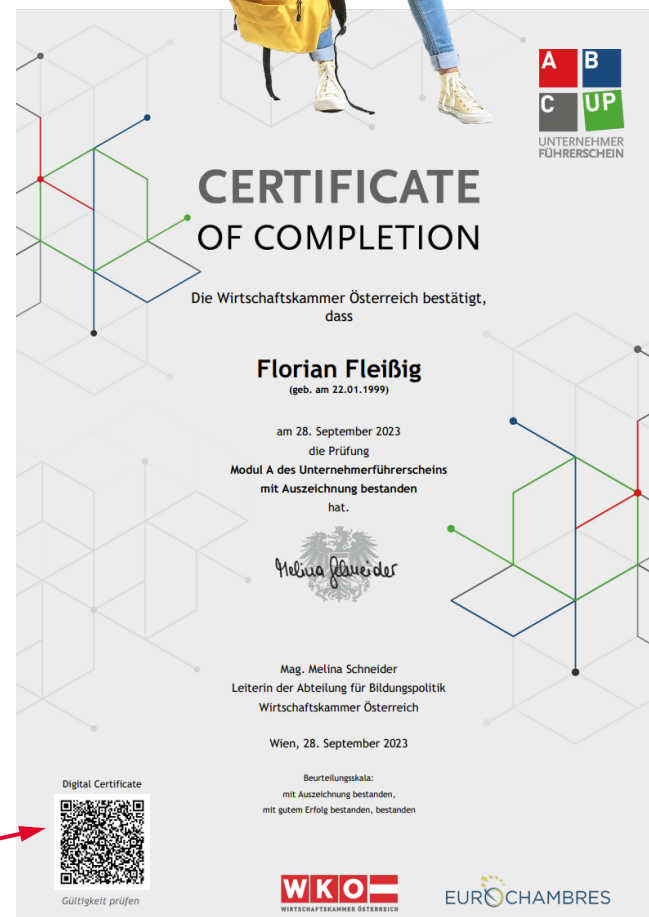 A B
C UP
UNTERNEHMER
FÜHRERSCHEIN
CERTIFICATE
OF COMPLETION
Die Wirtschaftskammer Österreich bestätigt,
dass
Florian Fleißig
(geb. am 22.01.1999)
am 28. September 2023
die Prüfung
Modul A des Unternehmerführerscheins
mit Auszeichnung bestanden
hat.
Melina Schneider
Mag. Melina Schneider
Leiterin der Abteilung für Bildungspolitik
Wirtschaftskammer Österreich
Wien, 28. September 2023
Beurteilungsskala:
mit Auszeichnung bestanden,
mit gutem Erfolg bestanden, bestanden
Digital Certificate
Gültigkeit prüfen
WKO
WIRTSCHAFTSKAMMER ÖSTERREICH
EUROCHAMBRES